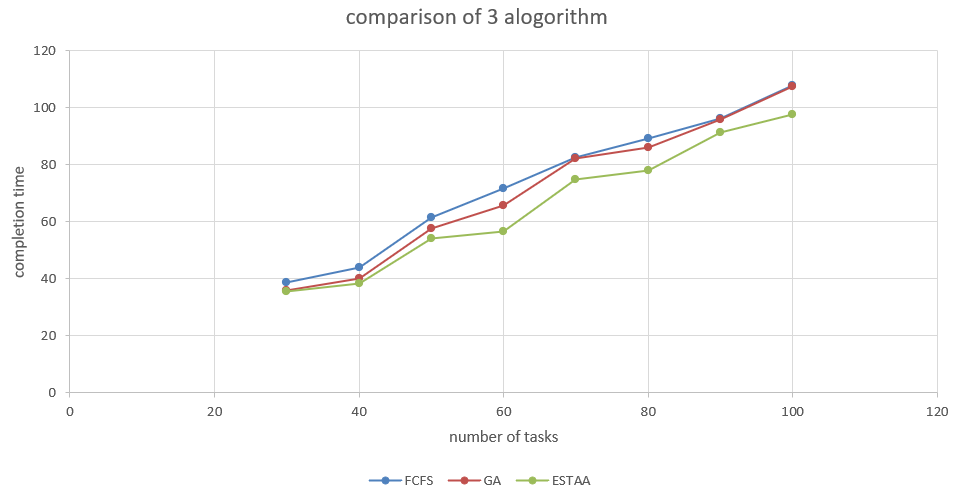 comparison of 3 alogorithm
120
100
80
60
40
20
0
completion time
0 20 40 60 80 100 120
number of tasks
FCFS GA ESTAA